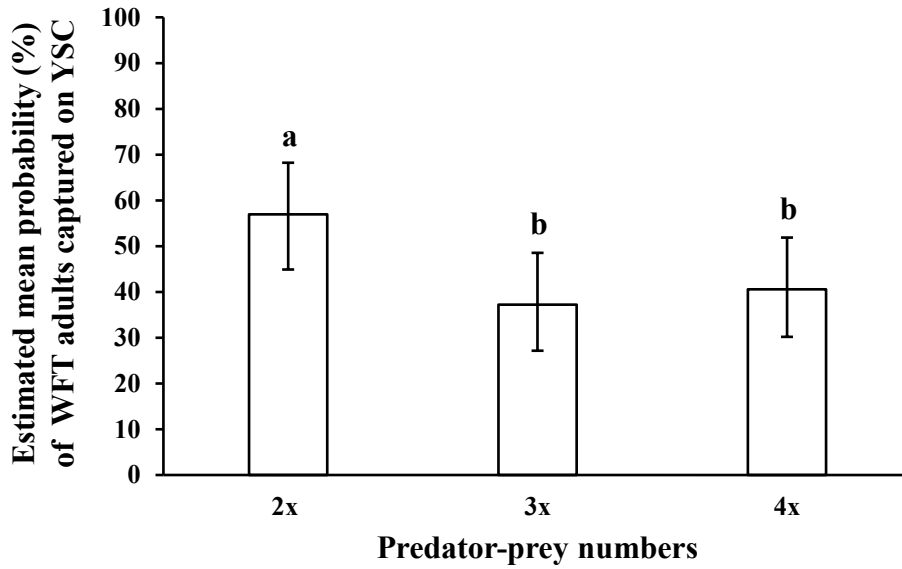 Estimated mean probability (%)
of WFT adults captured on YSC
100
90
80
70
60
50
40
30
20
10
0
a
b
b
2x 3x 4x
Predator-prey numbers